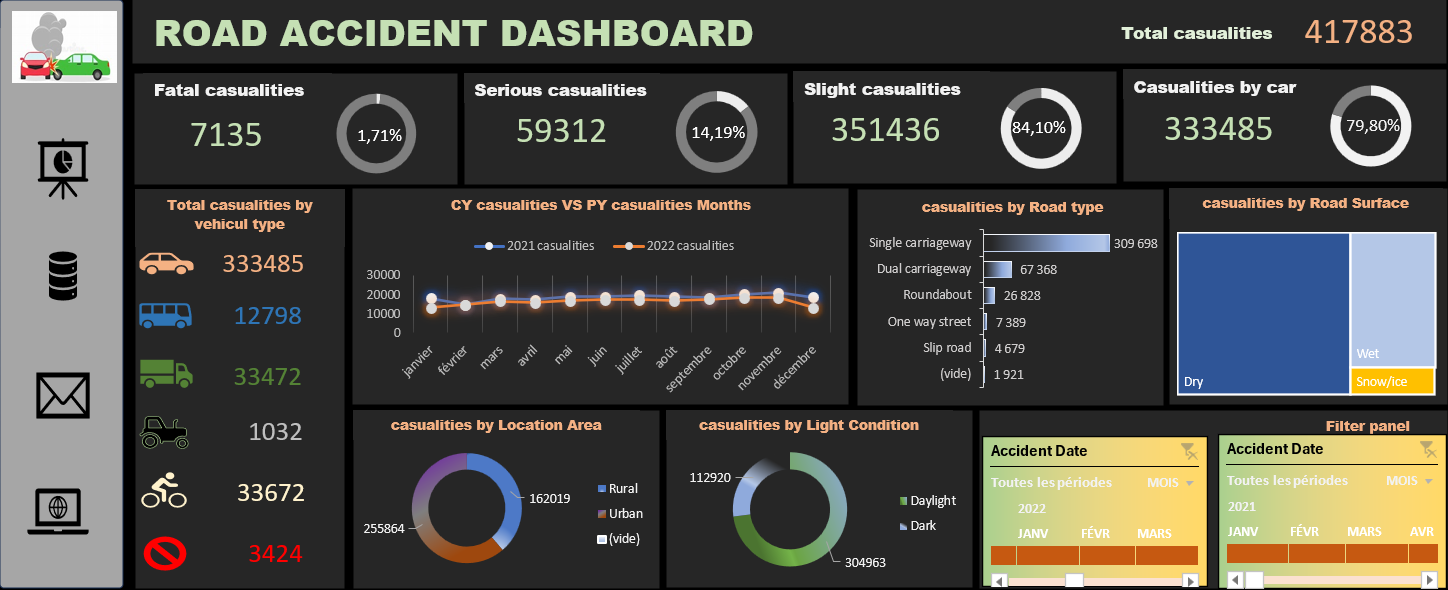 ROAD ACCIDENT DASHBOARD
Total casualities 417883
Fatal casualities
7135
1,71%
Serious casualities
59312
14,19%
Slight casualities
351436
84,10%
Casualities by car
333485
79,80%
Total casualities by
vehicul type
333485
12798
33472
1032
33672
3424
CY casualities VS PY casualities Months
2021 casualities
2022 casualities
30000
20000
10000
0
janvier
février
mars
avril
mai
juin
juillet
août
septembre
octobre
novembre
décembre
casualities by Road type
Single carriageway 309 698
Dual carriageway 67 368
Roundabout 26 828
One way street 7 389
Slip road 4 679
(vide) 1 921
casualities by Road Surface
Dry
Wet
Snow/ice
casualities by Location Area
162019
255864
Rural
Urban
(vide)
casualities by Light Condition
112920
304963
Daylight
Dark
Filter panel
Accident Date
Toutes les périodes MOIS
2022
JANV FÉVR MARS
Accident Date
Toutes les périodes MOIS
2021
JANV FÉVR MARS AVR